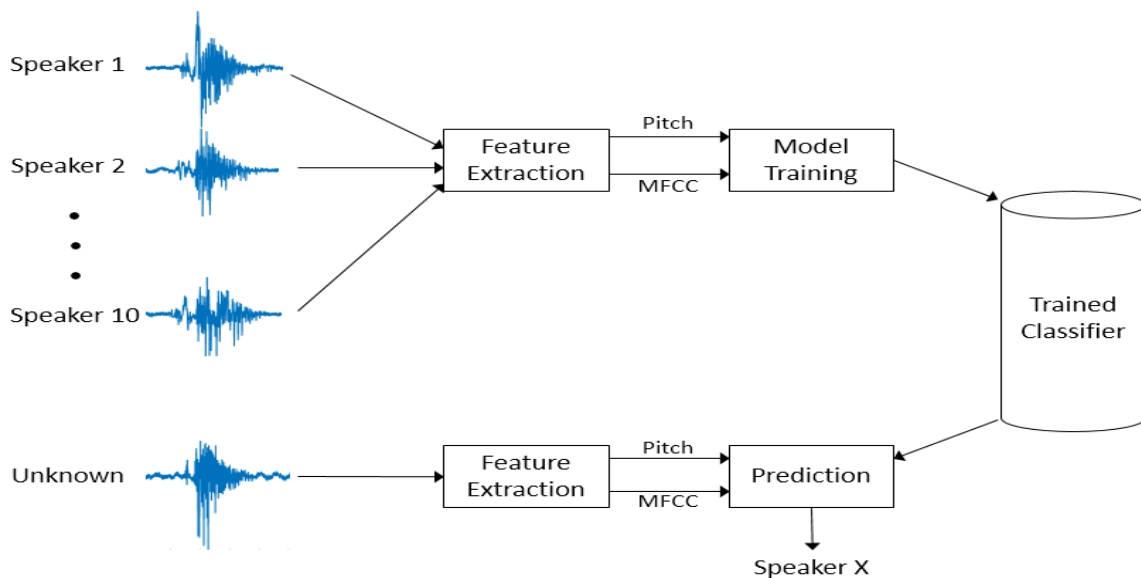 Speaker 1
Speaker 2
Speaker 10
Feature
Extraction
Pitch
MFCC
Model
Training
Trained
Classifier
Unknown
Feature
Extraction
Pitch
MFCC
Prediction
Speaker X